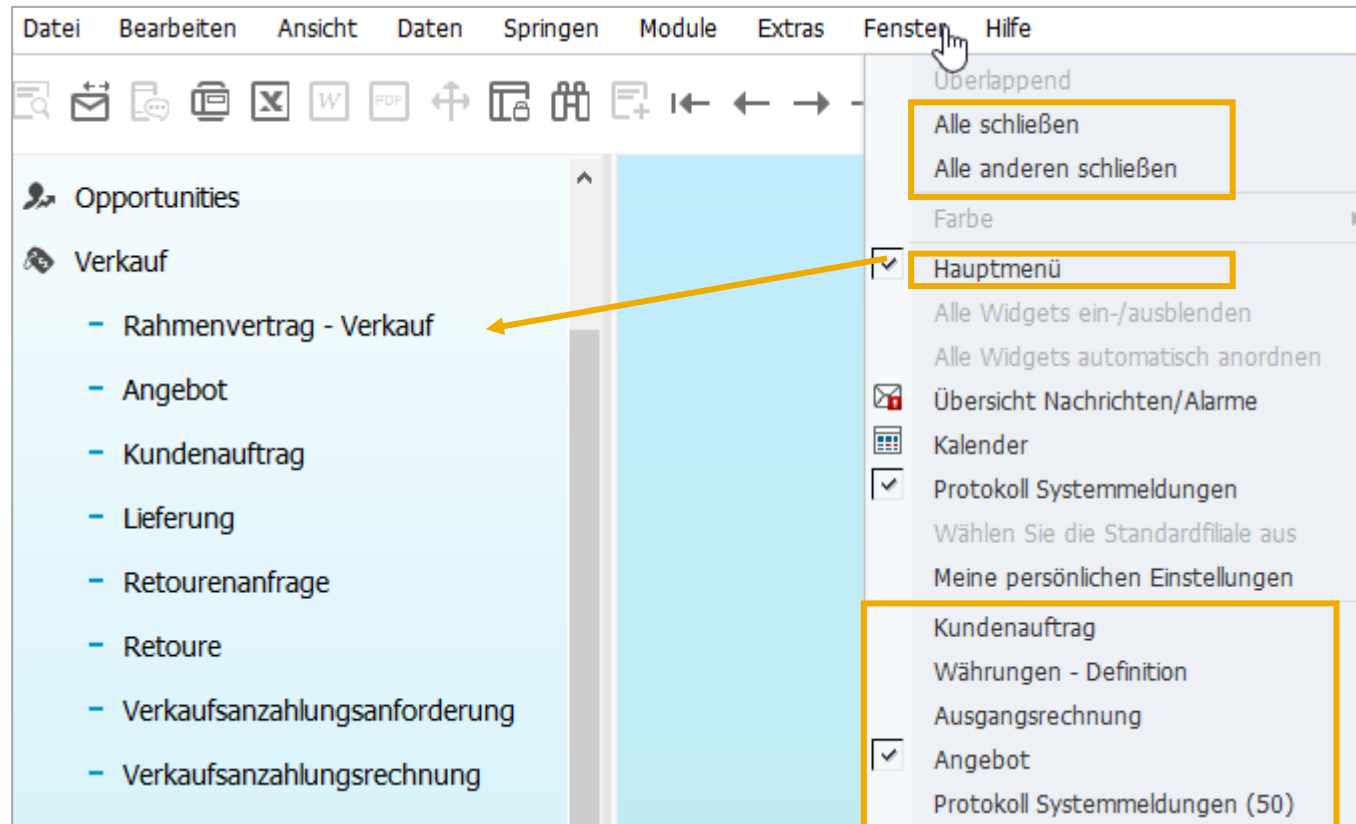 Datei Bearbeiten Ansicht Daten Springen Module Extras Fenster Hilfe
W PDF
Opportunities
Verkauf
Rahmenvertrag - Verkauf
Angebot
Kundenauftrag
Lieferung
Retourenanfrage
Retoure
Verkaufsanzahlungsanforderung
Verkaufsanzahlungsrechnung
Überlappend
Alle schließen
Alle anderen schließen
Farbe
Hauptmenü
Alle Widgets ein-/ausblenden
Alle Widgets automatisch anordnen
Übersicht Nachrichten/Alarme
Kalender
Protokoll Systemmeldungen
Wählen Sie die Standardfiliale aus
Meine persönlichen Einstellungen
Kundenauftrag
Währungen - Definition
Ausgangsrechnung
Angebot
Protokoll Systemmeldungen (50)